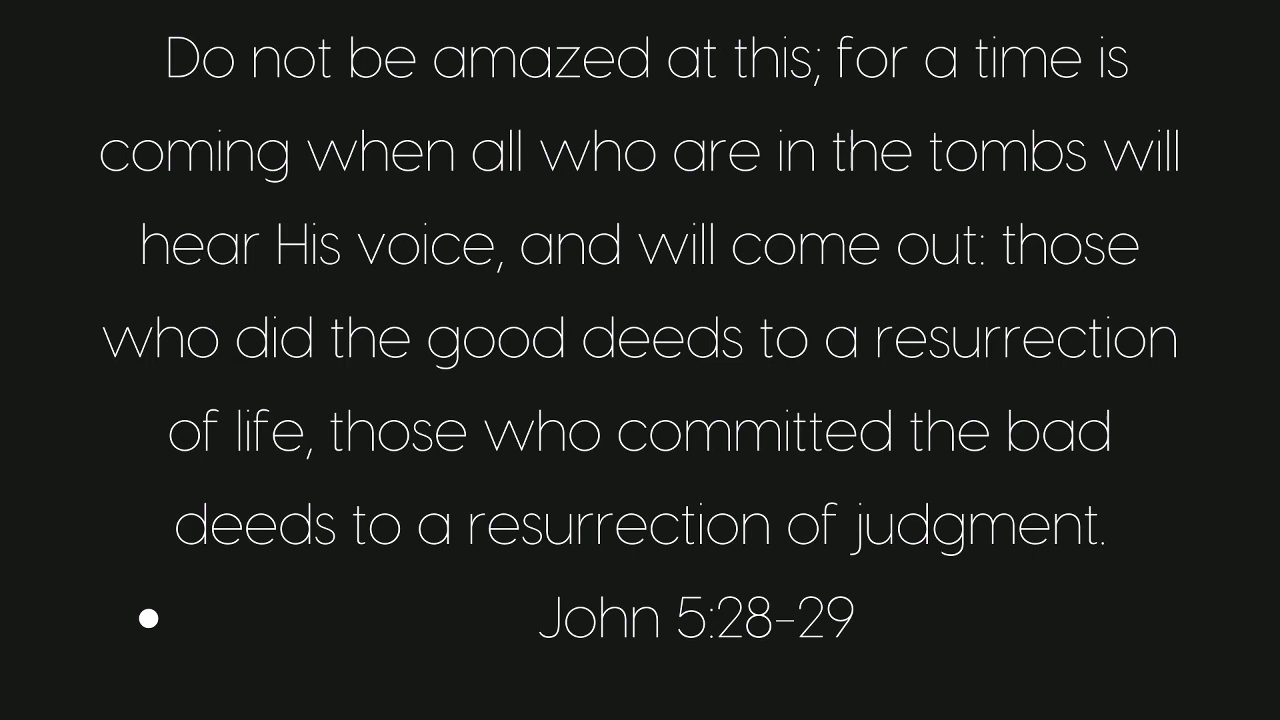 Do not be amazed at this; for a time is
coming when all who are in the tombs will
hear His voice, and will come out: those
who did the good deeds to a resurrection
of life, those who committed the bad
deeds to a resurrection of judgment.
• John 5:28-29